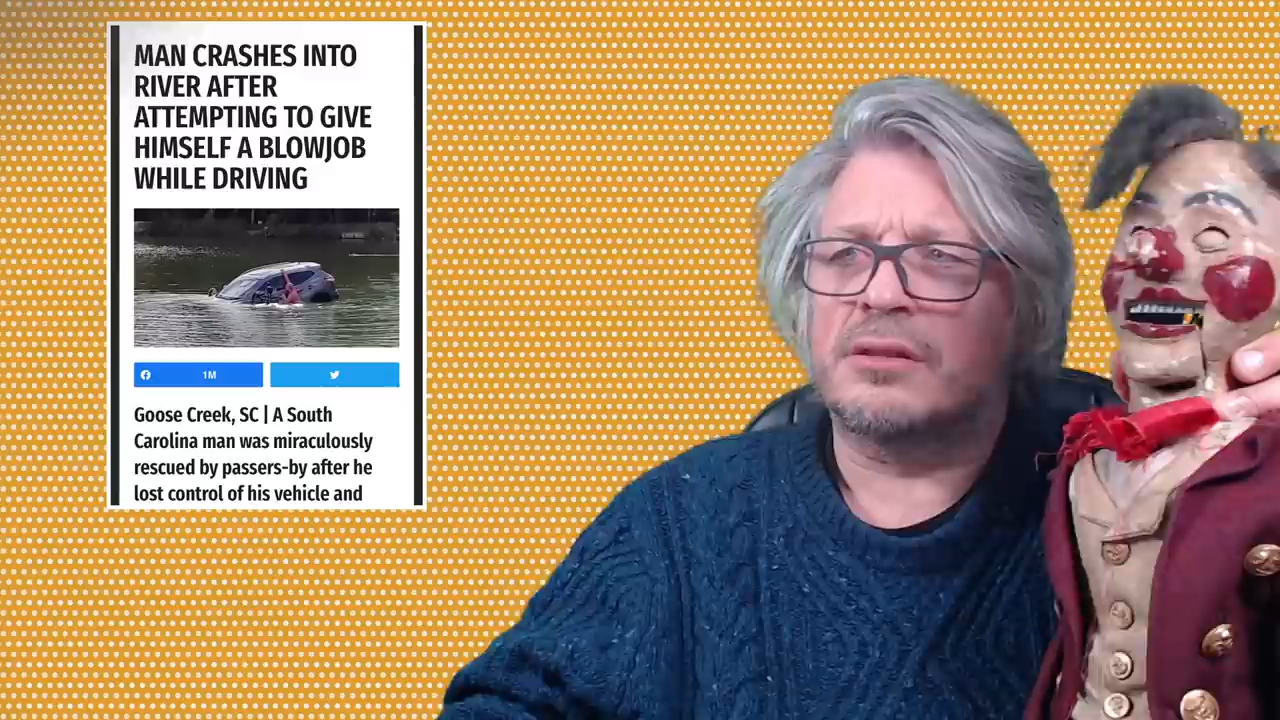 MAN CRASHES INTO
RIVER AFTER
ATTEMPTING TO GIVE
HIMSELF A BLOWJOB
WHILE DRIVING
1M
Goose Creek, SC | A South
Carolina man was miraculously
rescued by passers-by after he
lost control of his vehicle and